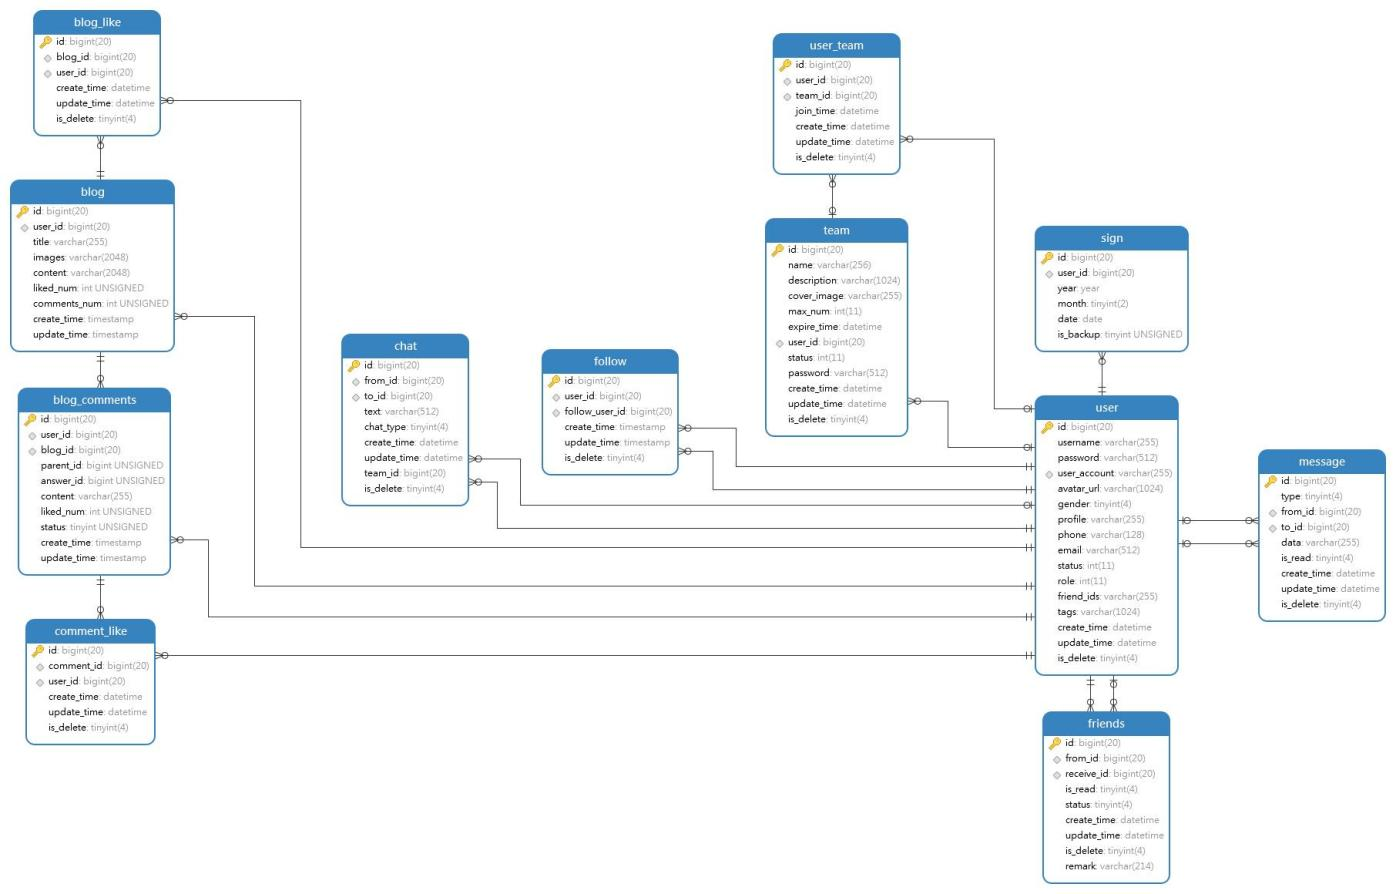 blog_like
id: bigint(20)
blog_id: bigint(20)
user_id: bigint(20)
create_time: datetime
update_time: datetime
is_delete: tinyint(4)
blog
id: bigint(20)
user_id: bigint(20)
title: varchar(255)
images: varchar(2048)
content: varchar(2048)
liked_num: int UNSIGNED
comments_num: int UNSIGNED
create_time: timestamp
update_time: timestamp
blog_comments
id: bigint(20)
user_id: bigint(20)
blog_id: bigint(20)
parent_id: bigint UNSIGNED
answer_id: bigint UNSIGNED
content: varchar(255)
liked_num: int UNSIGNED
status: tinyint UNSIGNED
create_time: timestamp
update_time: timestamp
comment_like
id: bigint(20)
comment_id: bigint(20)
user_id: bigint(20)
create_time: datetime
update_time: datetime
is_delete: tinyint(4)
chat
id: bigint(20)
from_id: bigint(20)
to_id: bigint(20)
text: varchar(512)
chat_type: tinyint(4)
create_time: datetime
update_time: datetime
team_id: bigint(20)
is_delete: tinyint(4)
follow
id: bigint(20)
user_id: bigint(20)
follow_user_id: bigint(20)
create_time: timestamp
update_time: timestamp
is_delete: tinyint(4)
user_team
id: bigint(20)
user_id: bigint(20)
team_id: bigint(20)
join_time: datetime
create_time: datetime
update_time: datetime
is_delete: tinyint(4)
team
id: bigint(20)
name: varchar(256)
description: varchar(1024)
cover_image: varchar(255)
max_num: int(11)
expire_time: datetime
user_id: bigint(20)
status: int(11)
password: varchar(512)
create_time: datetime
update_time: datetime
is_delete: tinyint(4)
sign
id: bigint(20)
user_id: bigint(20)
year: year
month: tinyint(2)
date: date
is_backup: tinyint UNSIGNED
user
id: bigint(20)
username: varchar(255)
password: varchar(512)
user_account: varchar(255)
avatar_url: varchar(1024)
gender: tinyint(4)
profile: varchar(255)
phone: varchar(128)
email: varchar(512)
status: int(11)
role: int(11)
friend_ids: varchar(255)
tags: varchar(1024)
create_time: datetime
update_time: datetime
is_delete: tinyint(4)
message
id: bigint(20)
type: tinyint(4)
from_id: bigint(20)
to_id: bigint(20)
data: varchar(255)
is_read: tinyint(4)
create_time: datetime
update_time: datetime
is_delete: tinyint(4)
friends
id: bigint(20)
from_id: bigint(20)
receive_id: bigint(20)
is_read: tinyint(4)
status: tinyint(4)
create_time: datetime
update_time: datetime
is_delete: tinyint(4)
remark: varchar(214)